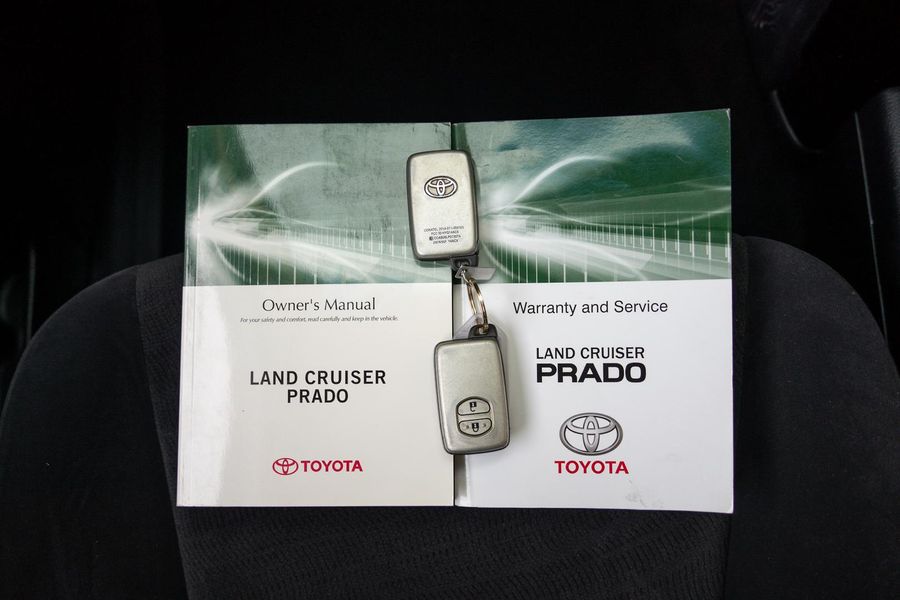 Owner's Manual
For your safety and comfort, read carefully and keep in the vehicle.
LAND CRUISER
PRADO
TOYOTA
Warranty and Service
LAND CRUISER
PRADO
TOYOTA